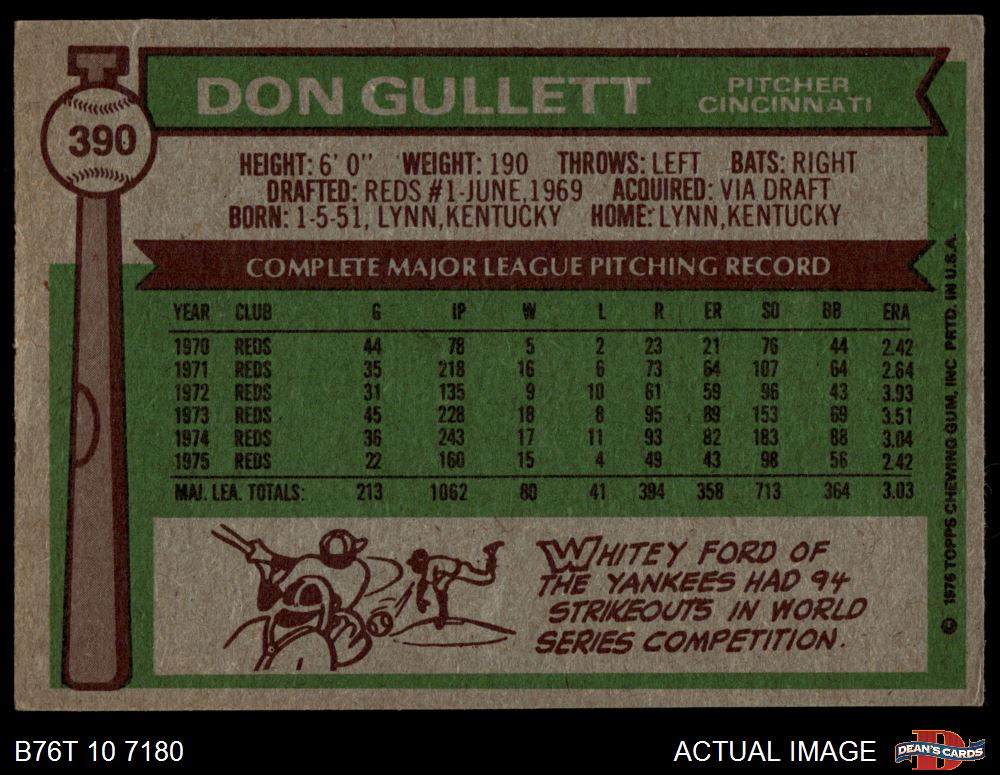 DON GULLETT
PITCHER
CINCINNATI
390
HEIGHT: 6' 0" WEIGHT: 190 THROWS: LEFT BATS: RIGHT
DRAFTED: REDS #1-JUNE,1969 ACQUIRED: VIA DRAFT
BORN: 1-5-51, LYNN,KENTUCKY HOME: LYNN,KENTUCKY
COMPLETE MAJOR LEAGUE PITCHING RECORD
YEAR CLUB G IP W L R ER SO BB ERA
1970 REDS 44 78 5 2 23 21 76 44 2.42
1971 REDS 35 218 16 6 73 64 107 64 2.64
1972 REDS 31 135 9 10 61 59 96 43 3.93
1973 REDS 45 228 18 8 95 89 153 69 3.51
1974 REDS 36 243 17 11 93 82 183 88 3.04
1975 REDS 22 160 15 4 49 43 98 56 2.42
MAJ. LEA. TOTALS: 213 1062 80 41 394 358 713 364 3.03
WHITEY FORD OF
THE YANKEES HAD 94
STRIKEOUTS IN WORLD
SERIES COMPETITION.
© 1976 TOPPS CHEWING GUM, INC PRTD. IN U.S.A.
B76T 10 7180
ACTUAL IMAGE
DEAN'S CARDS